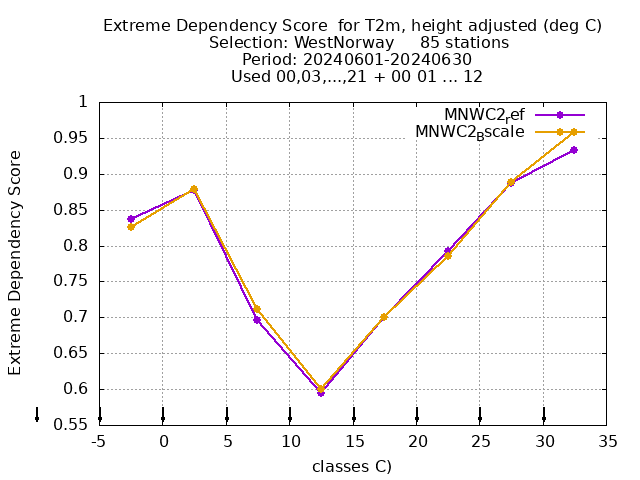 Extreme Dependency Score  for T2m, height adjusted (deg C)
Selection: WestNorway     85 stations
Period: 20240601-20240630
Used 00,03,...,21 + 00 01 ... 12
MNWC2ref
MNWC2Bscale
Extreme Dependency Score
1
0.95
0.9
0.85
0.8
0.75
0.7
0.65
0.6
0.55
-5 0 5 10 15 20 25 30 35
classes C)